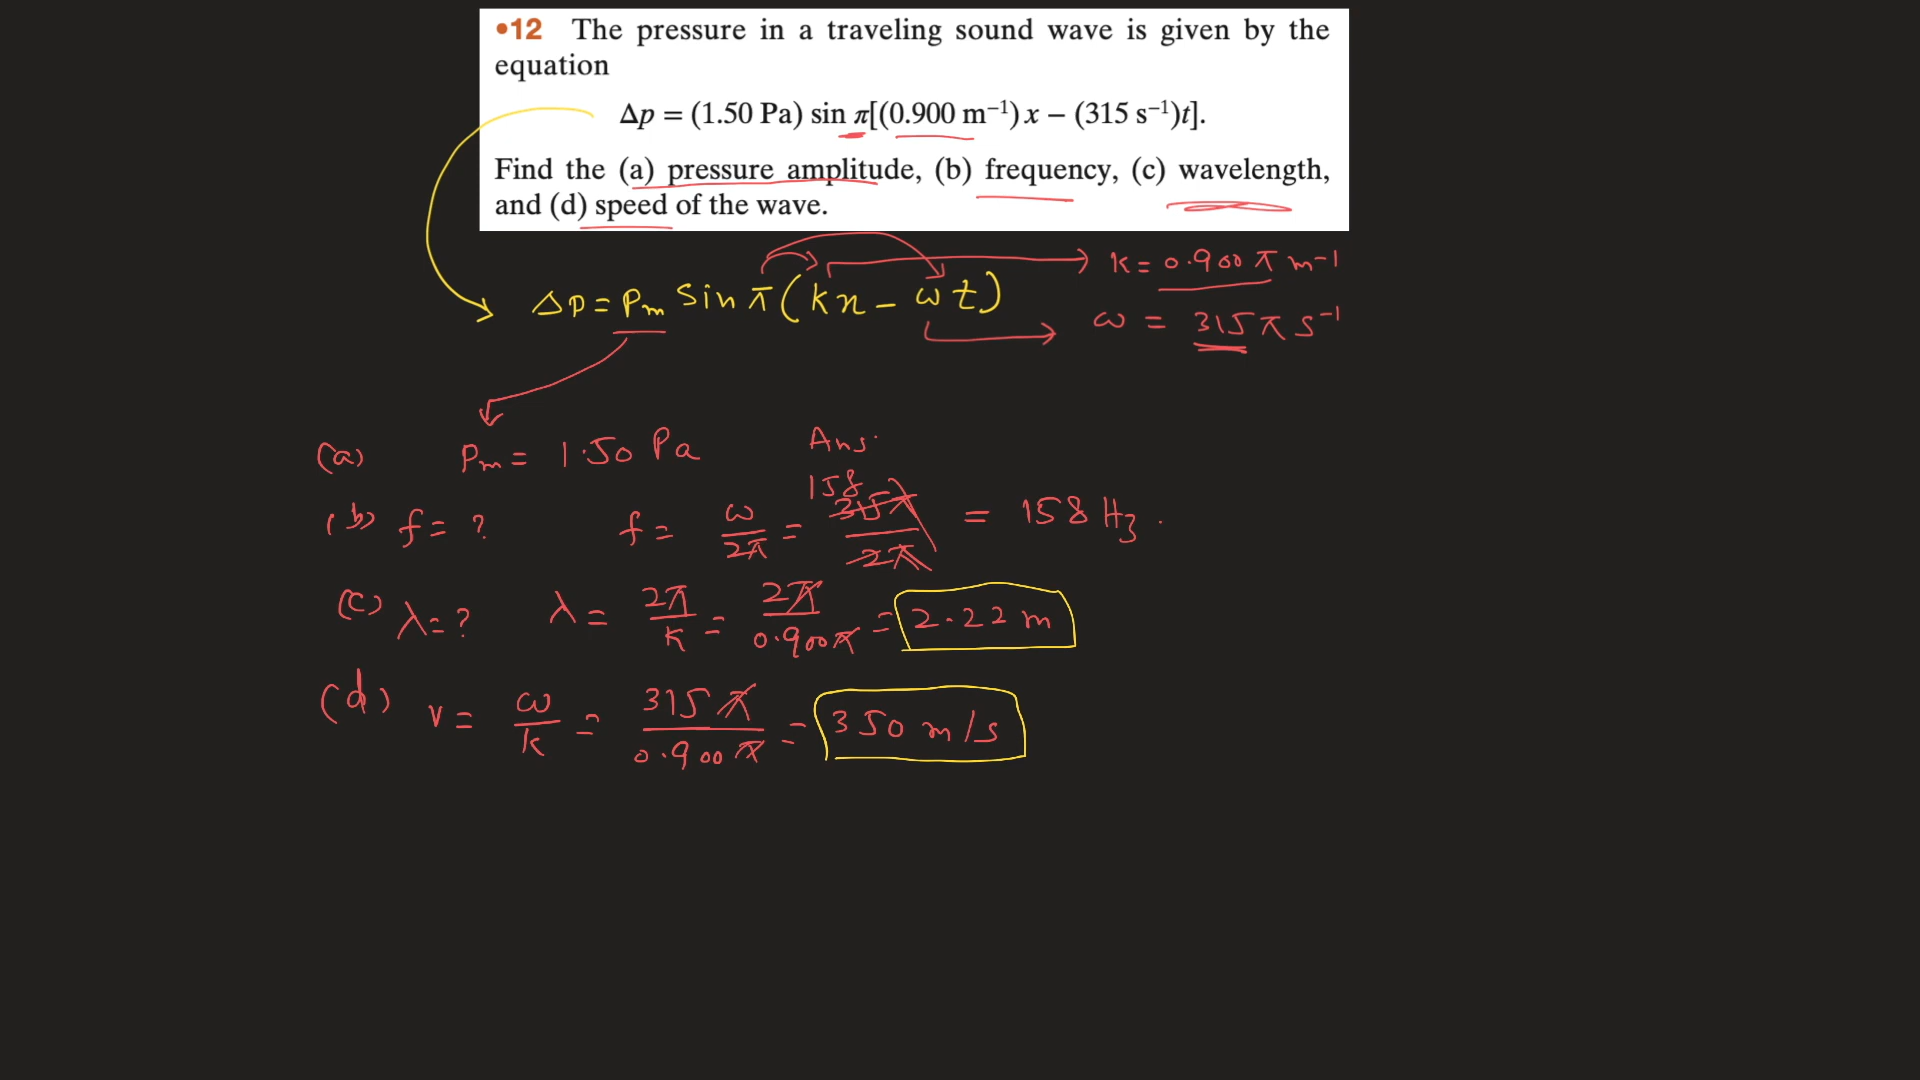 •12 The pressure in a traveling sound wave is given by the
equation
Δp = (1.50 Pa) sin π[(0.900 m⁻¹) x − (315 s⁻¹)t].
Find the (a) pressure amplitude, (b) frequency, (c) wavelength,
and (d) speed of the wave.
Δp = Pm Sin π (kx − ωt)
k = 0.900 π m-1
ω = 315 π s⁻¹
(a) Pm = 1.50 Pa Ans.
(b) f = ? f = ω/2π = 315π/2π = 158 Hz.
158
(c) λ = ? λ = 2π/k = 2π/0.900π = 2.22 m
(d) v = ω/k = 315π/0.900π = 350 m/s